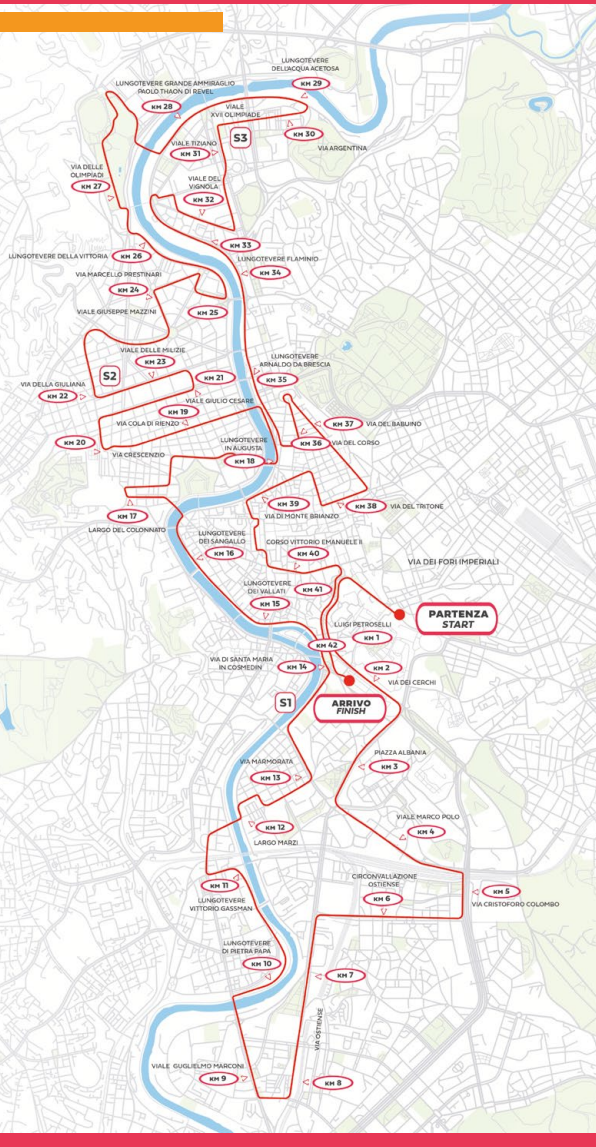 LUNGOTEVERE
DELL'ACQUA ACETOSA
KM 29
LUNGOTEVERE GRANDE AMMIRAGLIO
PAOLO THAON DI REVEL
KM 28
VIALE
XVII OLIMPIADE
KM 30
S3
VIALE TIZIANO
KM 31
VIA ARGENTINA
VIA DELLE
OLIMPIADI
KM 27
VIALE DEL
VIGNOLA
KM 32
KM 33
LUNGOTEVERE DELLA VITTORIA
KM 26
LUNGOTEVERE FLAMINIO
KM 34
VIA MARCELLO PRESTINARI
KM 24
VIALE GIUSEPPE MAZZINI
KM 25
VIALE DELLE MILIZIE
KM 23
LUNGOTEVERE
ARNALDO DA BRESCIA
KM 35
S2
KM 21
VIA DELLA GIULIANA
KM 22
VIALE GIULIO CESARE
KM 19
VIA COLA DI RIENZO
KM 37
VIA DEL BABUINO
KM 20
VIA CRESCENZIO
LUNGOTEVERE
IN AUGUSTA
KM 18
KM 36
VIA DEL CORSO
KM 39
VIA DI MONTE BRIANZO
KM 38
VIA DEL TRITONE
KM 17
LARGO DEL COLONNATO
LUNGOTEVERE
DEI SANGALLO
KM 16
CORSO VITTORIO EMANUELE II
KM 40
VIA DEI FORI IMPERIALI
LUNGOTEVERE
DEI VALLATI
KM 15
KM 41
PARTENZA
START
LUIGI PETROSELLI
KM 1
KM 42
VIA DI SANTA MARIA
IN COSMEDIN
KM 14
KM 2
VIA DEI CERCHI
S1
ARRIVO
FINISH
PIAZZA ALBANIA
KM 3
VIA MARMORATA
KM 13
VIALE MARCO POLO
KM 4
KM 12
LARGO MARZI
CIRCONVALLAZIONE
OSTIENSE
KM 6
KM 5
VIA CRISTOFORO COLOMBO
KM 11
LUNGOTEVERE
VITTORIO GASSMAN
LUNGOTEVERE
DI PIETRA PAPA
KM 10
KM 7
VIA OSTIENSE
VIALE GUGLIELMO MARCONI
KM 9
KM 8